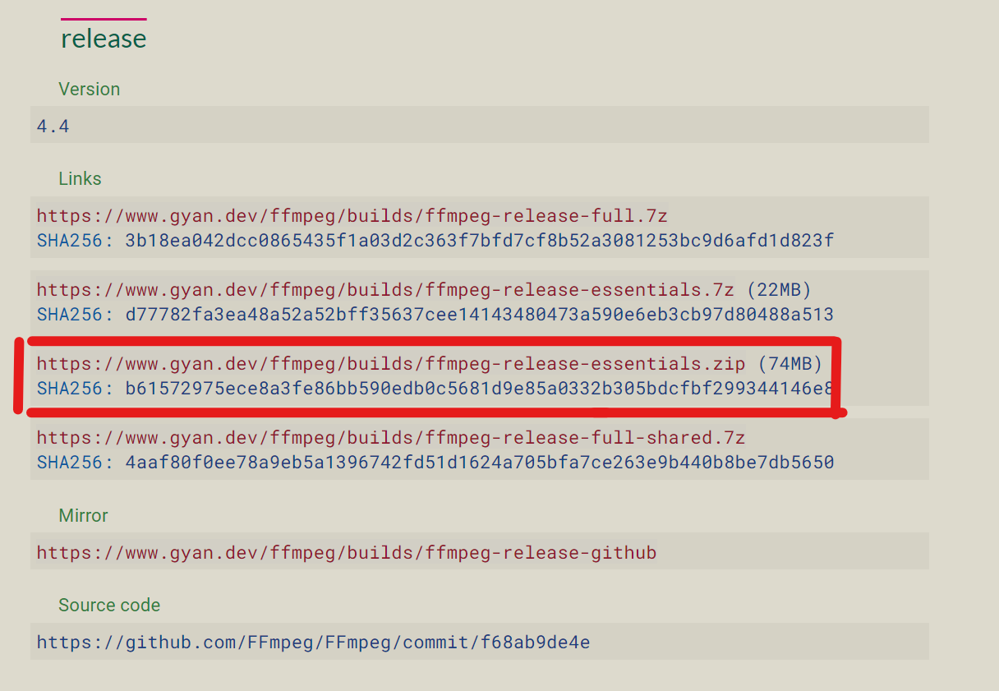 release
Version
4.4
Links
https://www.gyan.dev/ffmpeg/builds/ffmpeg-release-full.7z
SHA256: 3b18ea042dcc0865435f1a03d2c363f7bfd7cf8b52a3081253bc9d6afd1d823f
https://www.gyan.dev/ffmpeg/builds/ffmpeg-release-essentials.7z (22MB)
SHA256: d77782fa3ea48a52a52bff35637cee14143480473a590e6eb3cb97d80488a513
https://www.gyan.dev/ffmpeg/builds/ffmpeg-release-essentials.zip (74MB)
SHA256: b61572975ece8a3fe86bb590edb0c5681d9e85a0332b305bdcfbf299344146e8
https://www.gyan.dev/ffmpeg/builds/ffmpeg-release-full-shared.7z
SHA256: 4aaf80f0ee78a9eb5a1396742fd51d1624a705bfa7ce263e9b440b8be7db5650
Mirror
https://www.gyan.dev/ffmpeg/builds/ffmpeg-release-github
Source code
https://github.com/FFmpeg/FFmpeg/commit/f68ab9de4e